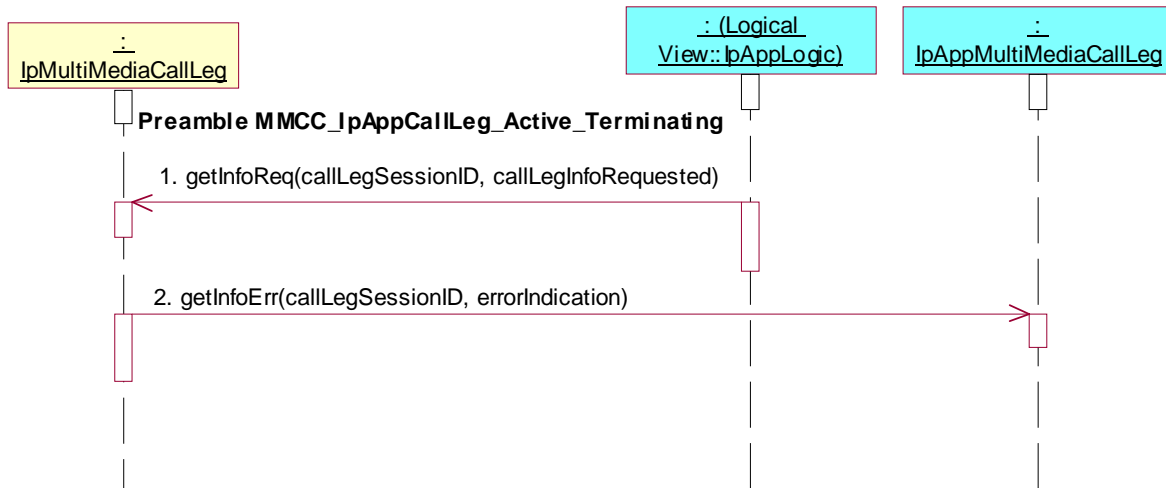 :
IpMultiMediaCallLeg
: (Logical
View::IpAppLogic)
:
IpAppMultiMediaCallLeg
Preamble MMCC_IpAppCallLeg_Active_Terminating
1. getInfoReq(callLegSessionID, callLegInfoRequested)
2. getInfoErr(callLegSessionID, errorIndication)